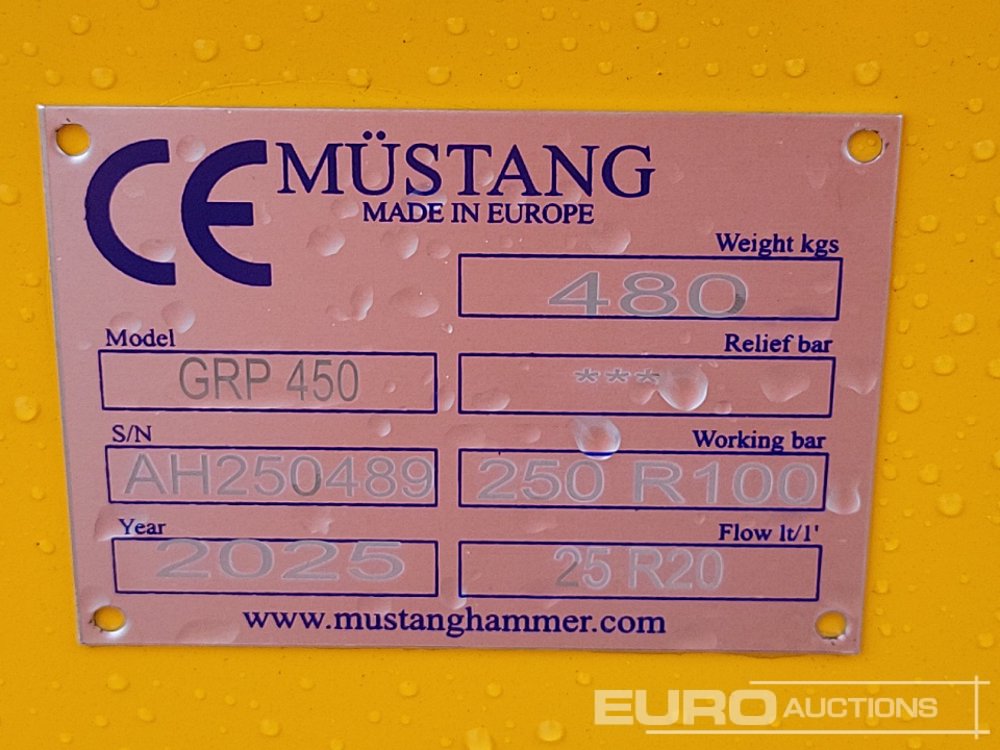 CE MÜSTANG
MADE IN EUROPE
Weight kgs
480
Model
GRP 450
Relief bar
***
S/N
AH250489
Working bar
250 R100
Year
2025
Flow lt/1'
25 R20
www.mustanghammer.com
EURO AUCTIONS